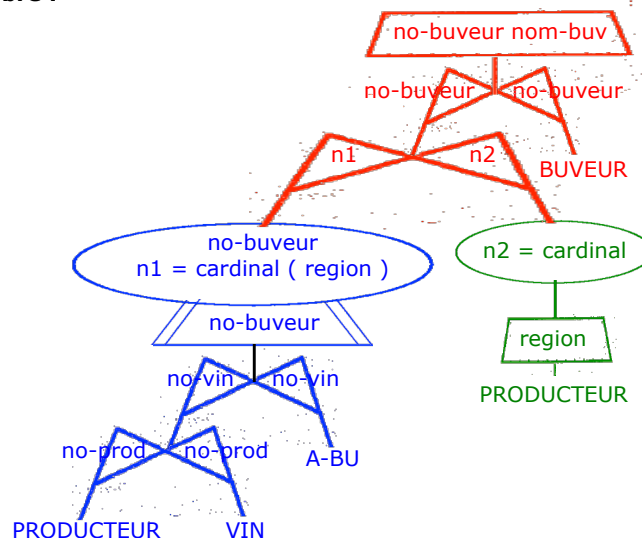 no-buveur nom-buv
no-buveur no-buveur
n1 n2
BUVEUR
no-buveur
n1 = cardinal ( region )
n2 = cardinal
no-buveur
region
no-vin no-vin
PRODUCTEUR
no-prod no-prod
A-BU
PRODUCTEUR VIN